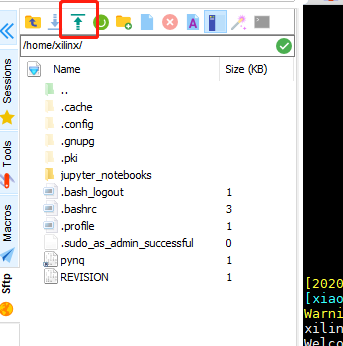 /home/xilinx/
Name Size (KB)
..
.cache
.config
.gnupg
.pki
jupyter_notebooks
.bash_logout 1
.bashrc 3
.profile 1
.sudo_as_admin_successful 0
pynq 1
REVISION 1
Sessions
Tools
Macros
Sftp
[2020
[xiao
Warni
xilin
Welco